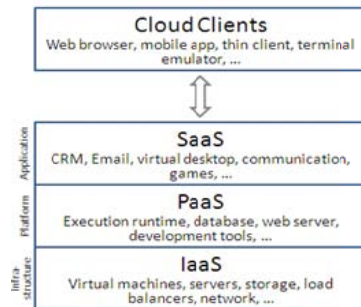 Cloud Clients
Web browser, mobile app, thin client, terminal
emulator, ...
Application
SaaS
CRM, Email, virtual desktop, communication,
games, ...
Platform
PaaS
Execution runtime, database, web server,
development tools, ...
Infra-
structure
IaaS
Virtual machines, servers, storage, load
balancers, network, ...